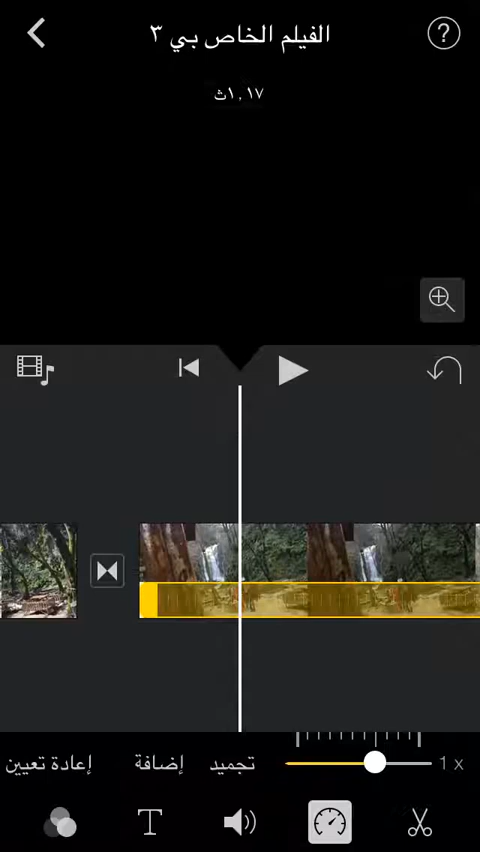 الفيلم الخاص بي ٣
?
١,١٧ث
إعادة تعيين إضافة تجميد 1 x
T